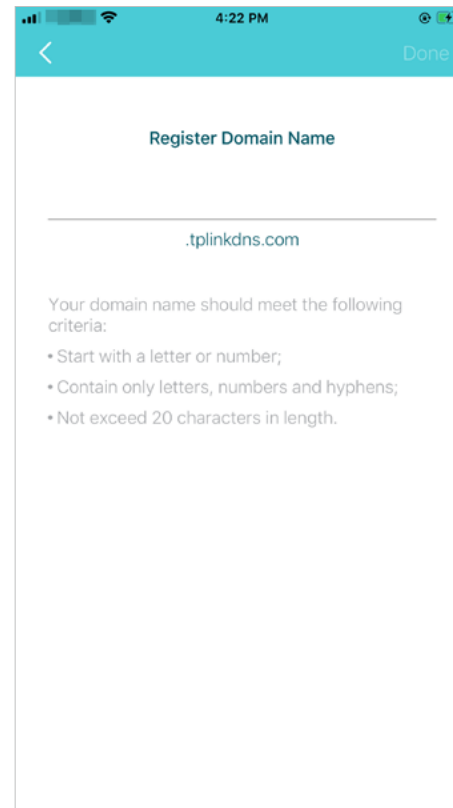 4:22 PM
Done
Register Domain Name
.tplinkdns.com
Your domain name should meet the following
criteria:
• Start with a letter or number;
• Contain only letters, numbers and hyphens;
• Not exceed 20 characters in length.